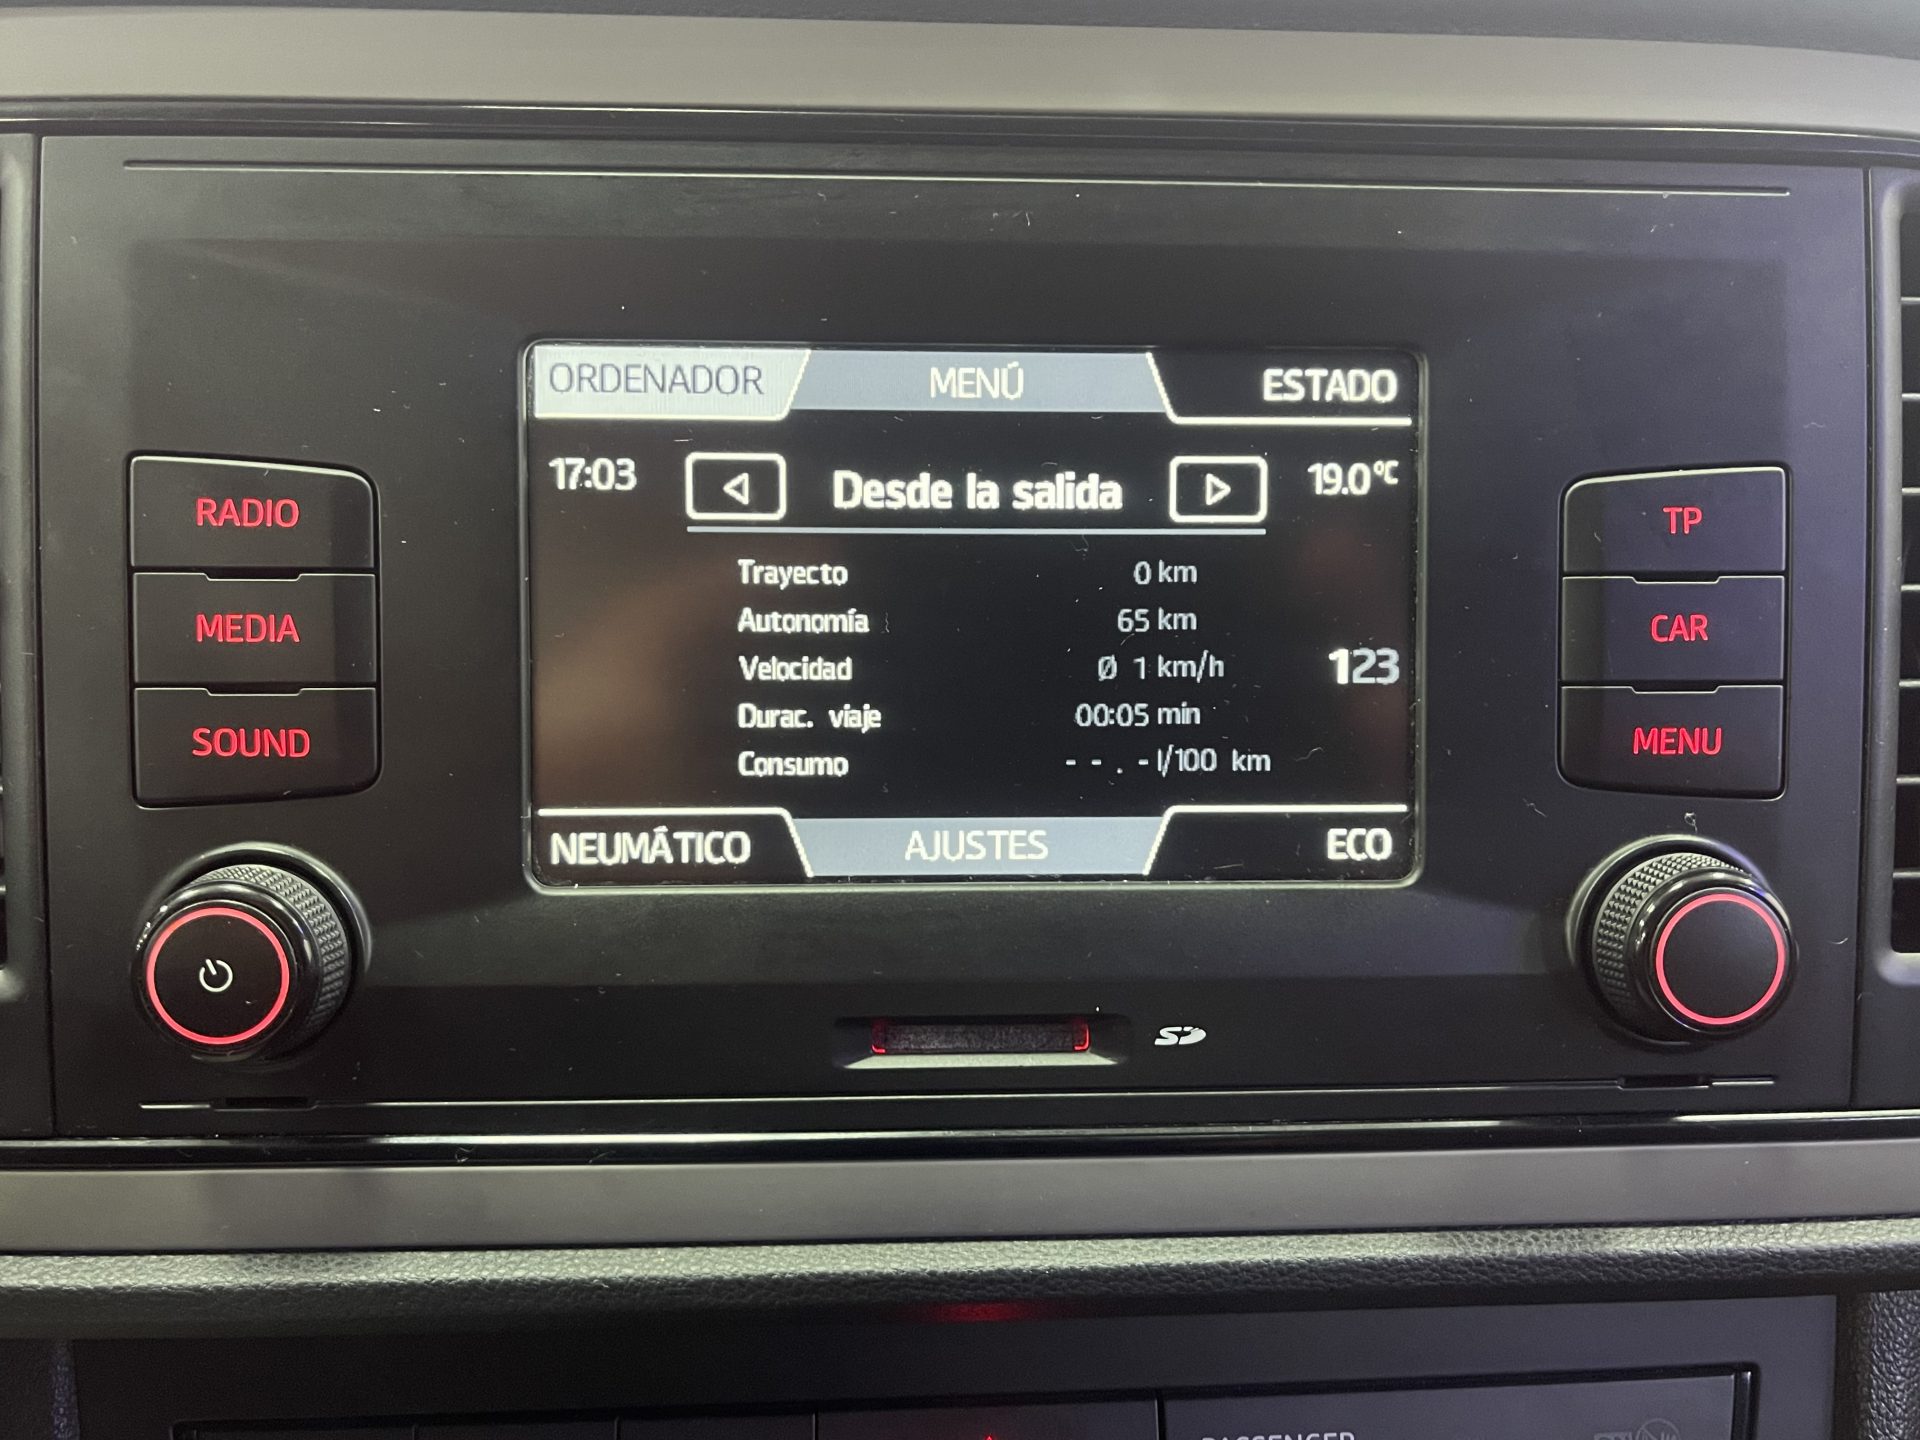 ORDENADOR MENÚ ESTADO
17:03 Desde la salida 19.0°C
Trayecto 0 km
Autonomía 65 km
Velocidad Ø 1 km/h 123
Durac. viaje 00:05 min
Consumo - - . - l/100 km
NEUMÁTICO AJUSTES ECO
RADIO
MEDIA
SOUND
TP
CAR
MENU
SD
PASSENGER